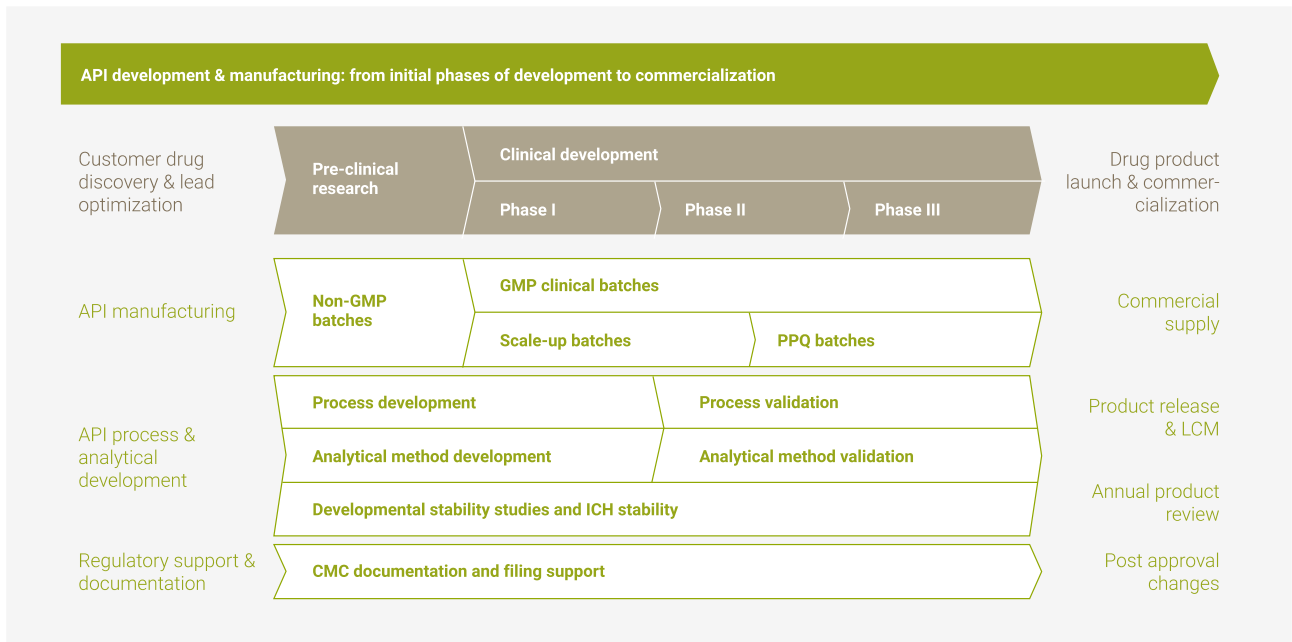 API development & manufacturing: from initial phases of development to commercialization
Customer drug
discovery & lead
optimization
Pre-clinical
research
Clinical development
Phase I
Phase II
Phase III
Drug product
launch & commer-
cialization
API manufacturing
Non-GMP
batches
GMP clinical batches
Scale-up batches
PPQ batches
Commercial
supply
API process &
analytical
development
Process development
Process validation
Analytical method development
Analytical method validation
Developmental stability studies and ICH stability
Product release
& LCM
Annual product
review
Regulatory support &
documentation
CMC documentation and filing support
Post approval
changes